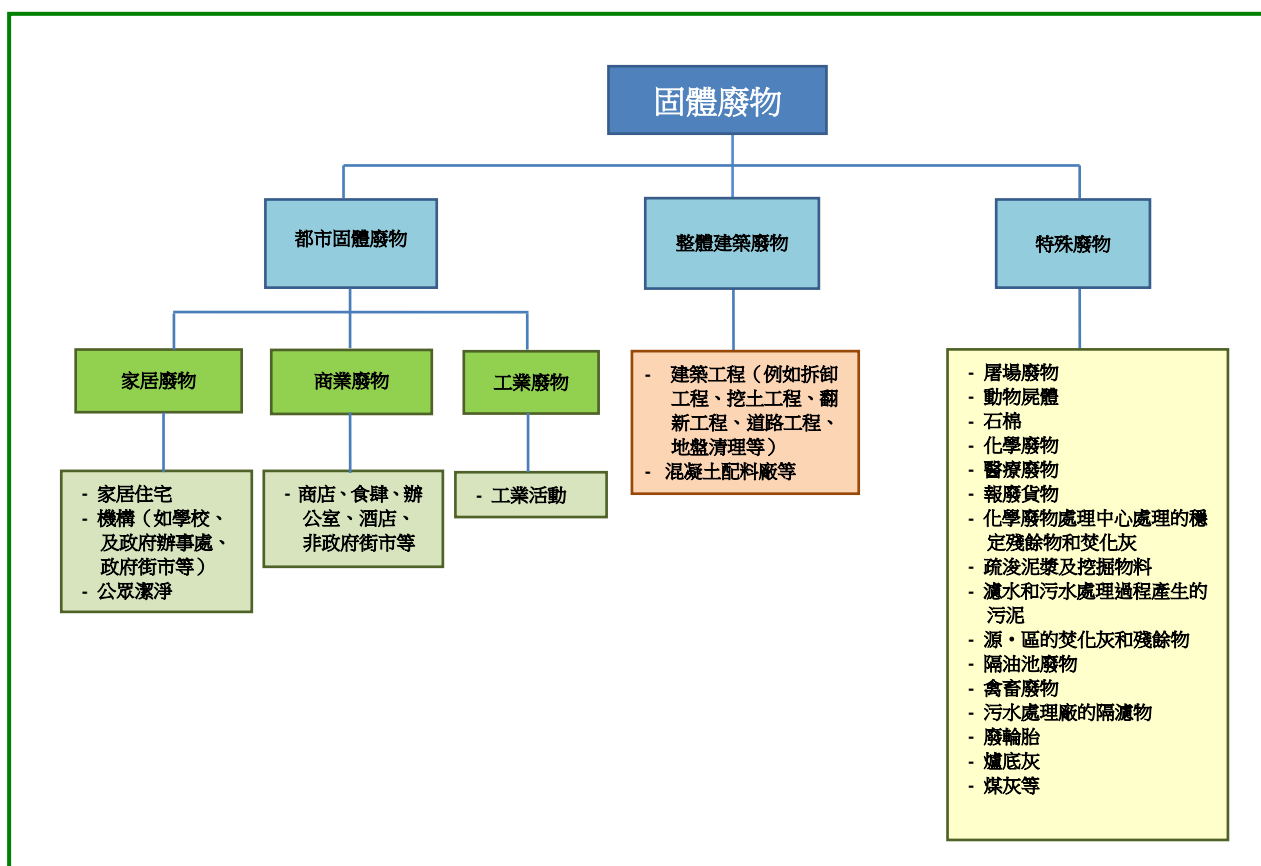 固體廢物
都市固體廢物
整體建築廢物
特殊廢物
家居廢物
商業廢物
工業廢物
- 家居住宅
- 機構（如學校、
及政府辦事處、
政府街市等）
- 公眾潔淨
- 商店、食肆、辦
公室、酒店、
非政府街市等
- 工業活動
- 建築工程（例如拆卸
工程、挖土工程、翻
新工程、道路工程、
地盤清理等）
- 混凝土配料廠等
- 屠場廢物
- 動物屍體
- 石棉
- 化學廢物
- 醫療廢物
- 報廢貨物
- 化學廢物處理中心處理的穩
定殘餘物和焚化灰
- 疏浚泥漿及挖掘物料
- 濾水和污水處理過程產生的
污泥
- 源・區的焚化灰和殘餘物
- 隔油池廢物
- 禽畜廢物
- 污水處理廠的隔濾物
- 廢輪胎
- 爐底灰
- 煤灰等